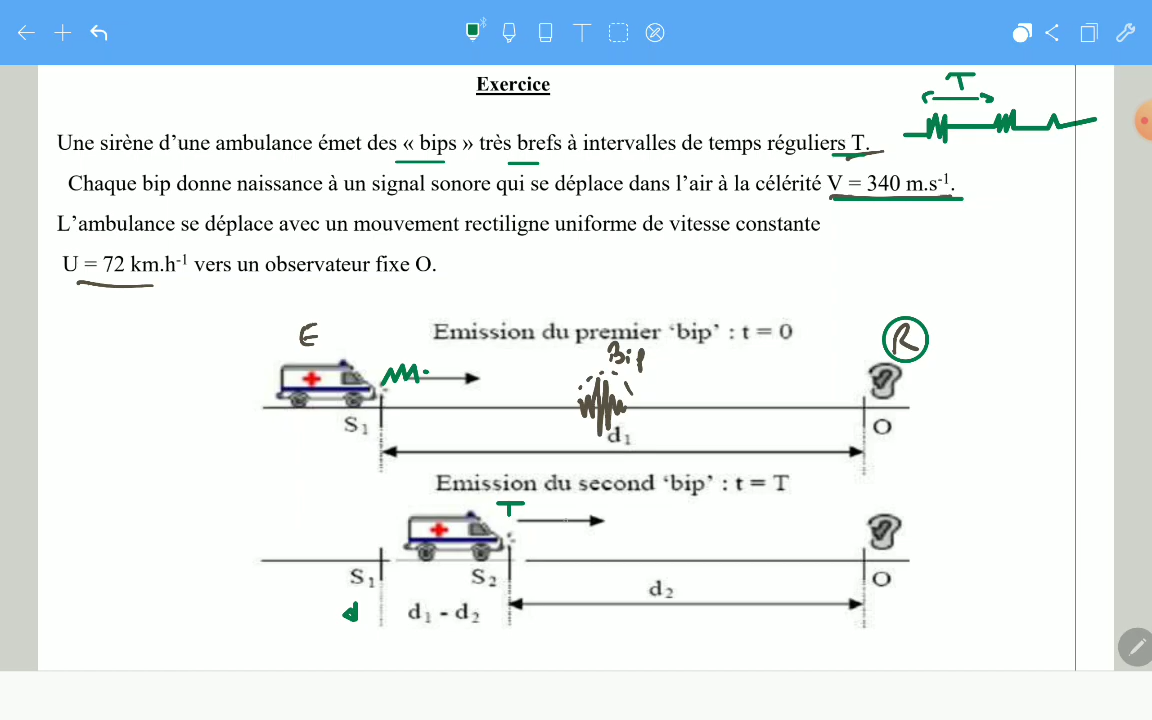 Exercice
T
Une sirène d’une ambulance émet des « bips » très brefs à intervalles de temps réguliers T.
Chaque bip donne naissance à un signal sonore qui se déplace dans l’air à la célérité V = 340 m.s-1.
L’ambulance se déplace avec un mouvement rectiligne uniforme de vitesse constante
U = 72 km.h-1 vers un observateur fixe O.
E
Emission du premier ‘bip’ : t = 0
R
Bip
S1
d1
O
Emission du second ‘bip’ : t = T
T
S1
S2
d2
O
d
d1 - d2